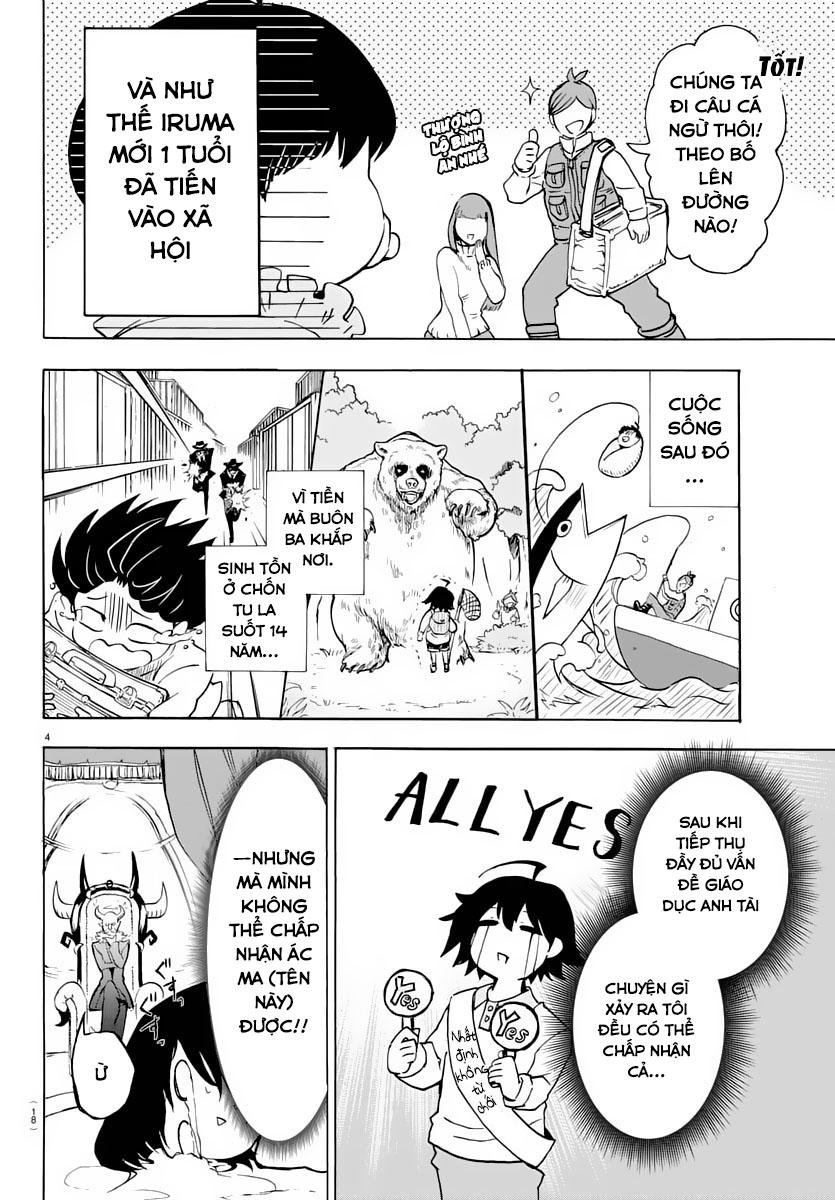 TỐT!
CHÚNG TA
ĐI CÂU CÁ
NGỪ THÔI!
THEO BỐ
LÊN
ĐƯỜNG
NÀO!
THƯỢNG
LỘ BÌNH
AN NHÉ
VÀ NHƯ
THẾ IRUMA
MỚI 1 TUỔI
ĐÃ TIẾN
VÀO XÃ
HỘI
CUỘC
SỐNG
SAU ĐÓ
...
VÌ TIỀN
MÀ BUÔN
BA KHẮP
NƠI.
SINH TỒN
Ở CHỐN
TU LA
SUỐT 14
NĂM...
4
ALL YES
SAU KHI
TIẾP THỤ
ĐẦY ĐỦ VẤN
ĐỀ GIÁO
DỤC ANH TÀI
CHUYỆN GÌ
XẢY RA TÔI
ĐỀU CÓ THỂ
CHẤP NHẬN
CẢ...
Yes
Yes
Nhất
định
không
từ
chối
—NHƯNG
MÀ MÌNH
KHÔNG
THỂ CHẤP
NHẬN ÁC
MA (TÊN
NÀY)
ĐƯỢC!!
Ừ
(18)